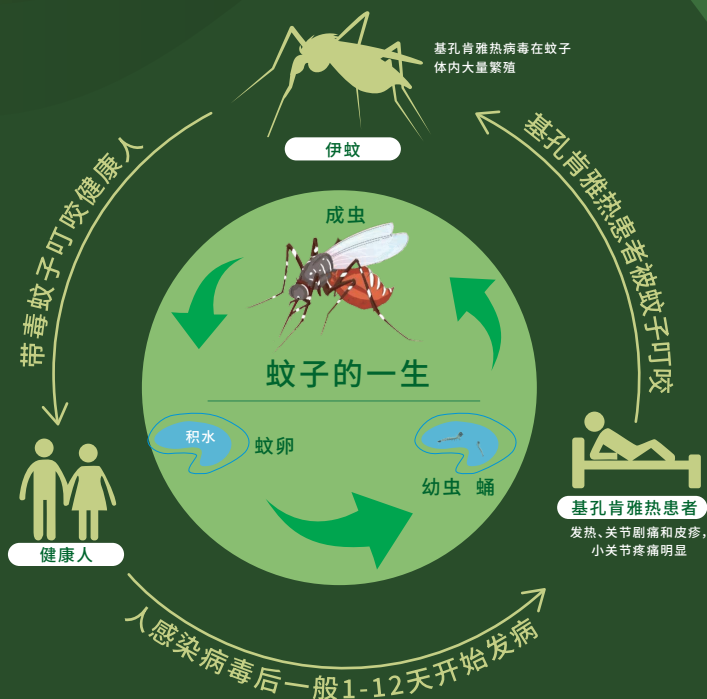 基孔肯雅热病毒在蚊子
体内大量繁殖
伊蚊
带毒蚊子叮咬健康人
基孔肯雅热患者被蚊子叮咬
成虫
蚊子的一生
积水
蚊卵
幼虫 蛹
健康人
基孔肯雅热患者
发热、关节剧痛和皮疹,
小关节疼痛明显
人感染病毒后一般1-12天开始发病